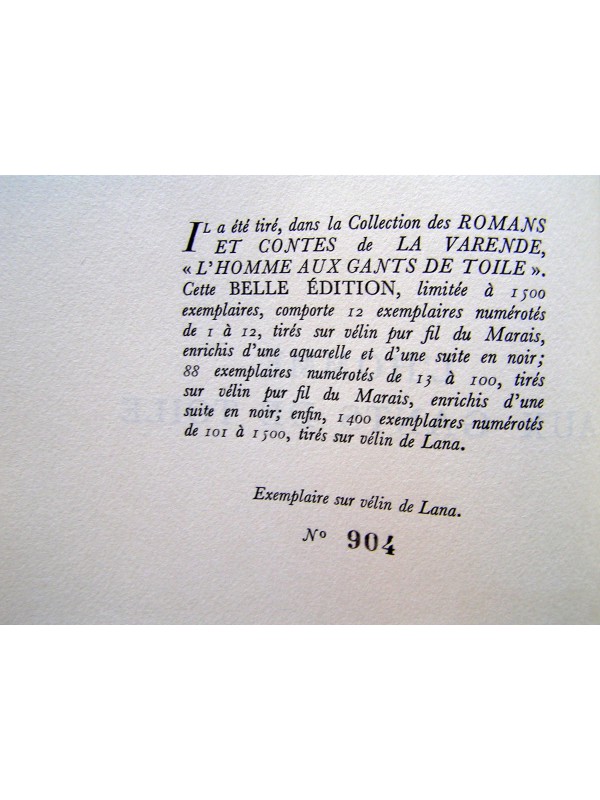 IL a été tiré, dans la Collection des ROMANS
ET CONTES de LA VARENDE,
« L'HOMME AUX GANTS DE TOILE ».
Cette BELLE ÉDITION, limitée à 1500
exemplaires, comporte 12 exemplaires numérotés
de 1 à 12, tirés sur vélin pur fil du Marais,
enrichis d'une aquarelle et d'une suite en noir;
88 exemplaires numérotés de 13 à 100, tirés
sur vélin pur fil du Marais, enrichis d'une
suite en noir; enfin, 1400 exemplaires numérotés
de 101 à 1500, tirés sur vélin de Lana.
Exemplaire sur vélin de Lana.
Nº 904